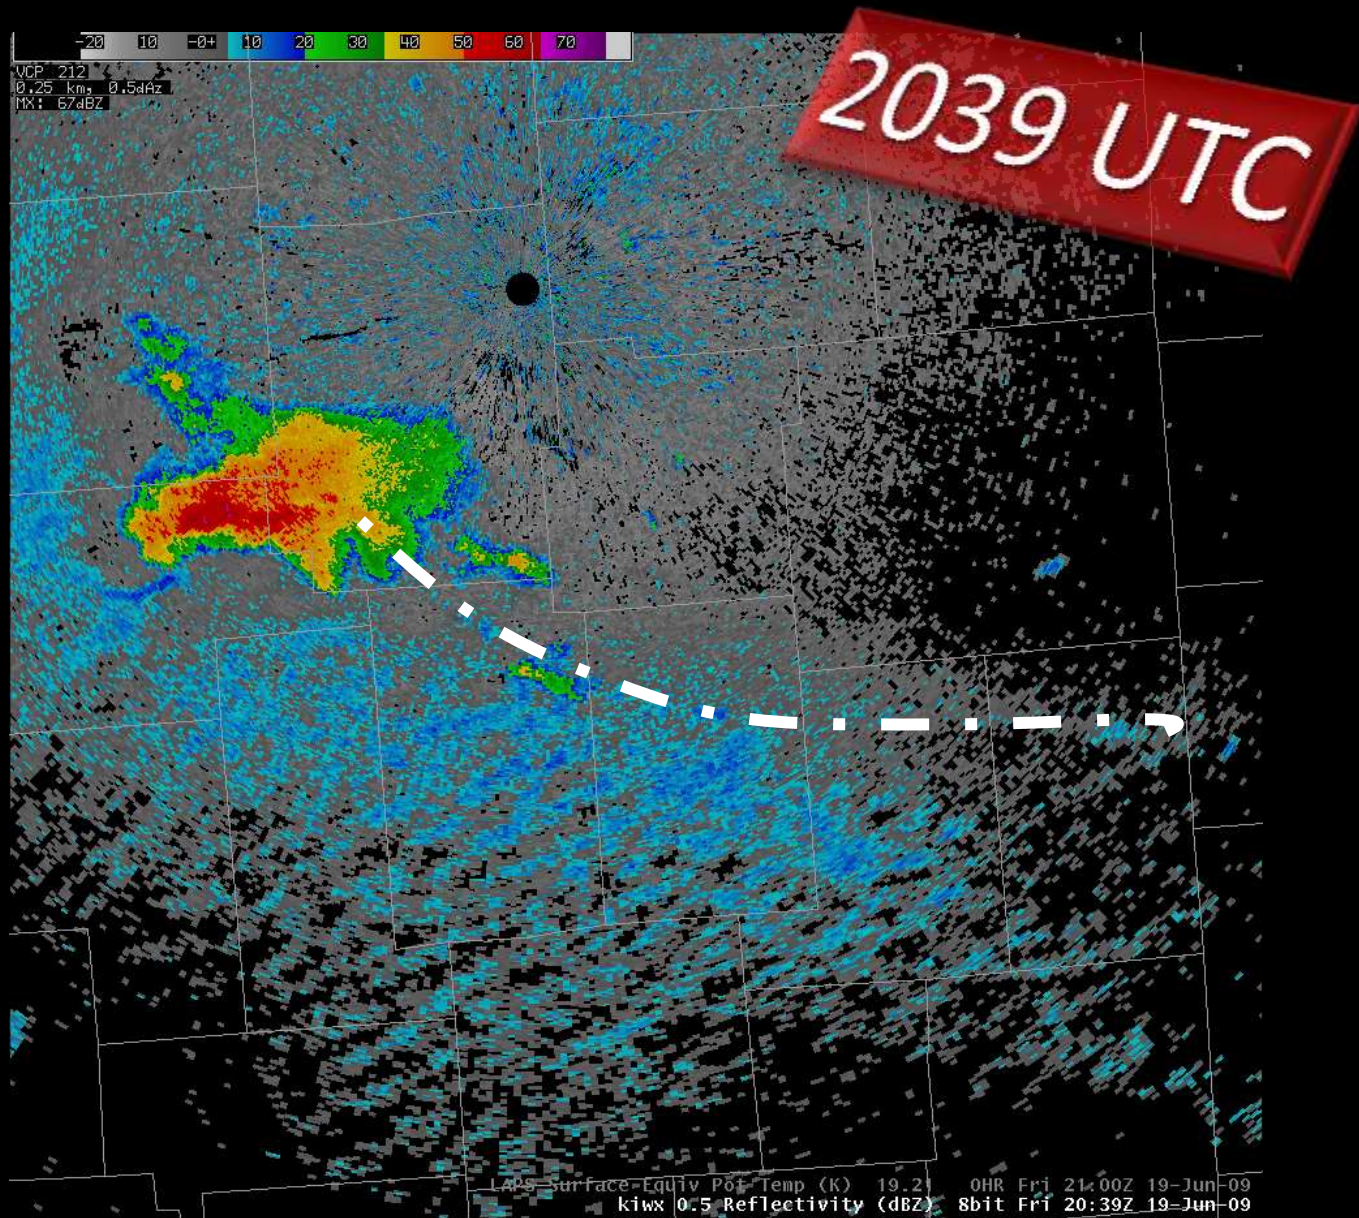 -20 10 -0+ 10 20 30 40 50 60 70
VCP 212
0.25 km, 0.5dAz
MX: 67dBZ
2039 UTC
LAPS Surface Equiv Pot Temp (K) 19.2 0HR Fri 21:00Z 19-Jun-09
kiwx 0.5 Reflectivity (dBZ) 8bit Fri 20:39Z 19-Jun-09